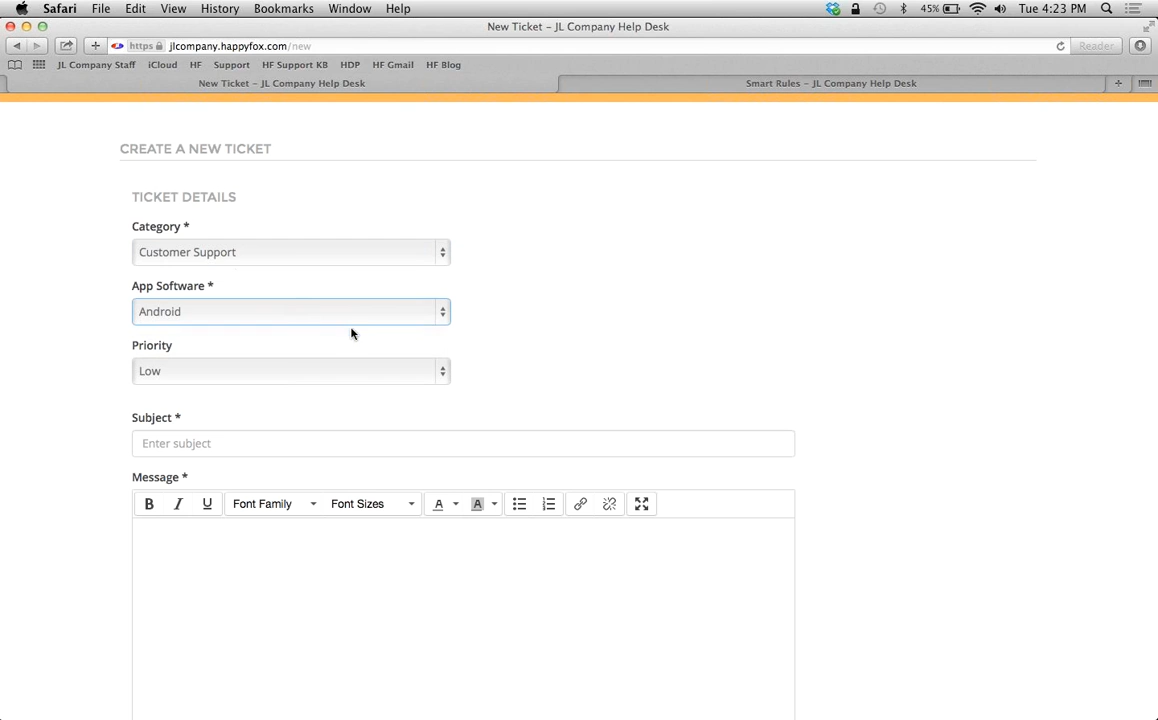 Safari File Edit View History Bookmarks Window Help 45% Tue 4:23 PM
New Ticket – JL Company Help Desk
https jlcompany.happyfox.com/new Reader
JL Company Staff iCloud HF Support HF Support KB HDP HF Gmail HF Blog
New Ticket – JL Company Help Desk Smart Rules – JL Company Help Desk
CREATE A NEW TICKET
TICKET DETAILS
Category *
Customer Support
App Software *
Android
Priority
Low
Subject *
Enter subject
Message *
B I U Font Family Font Sizes A A